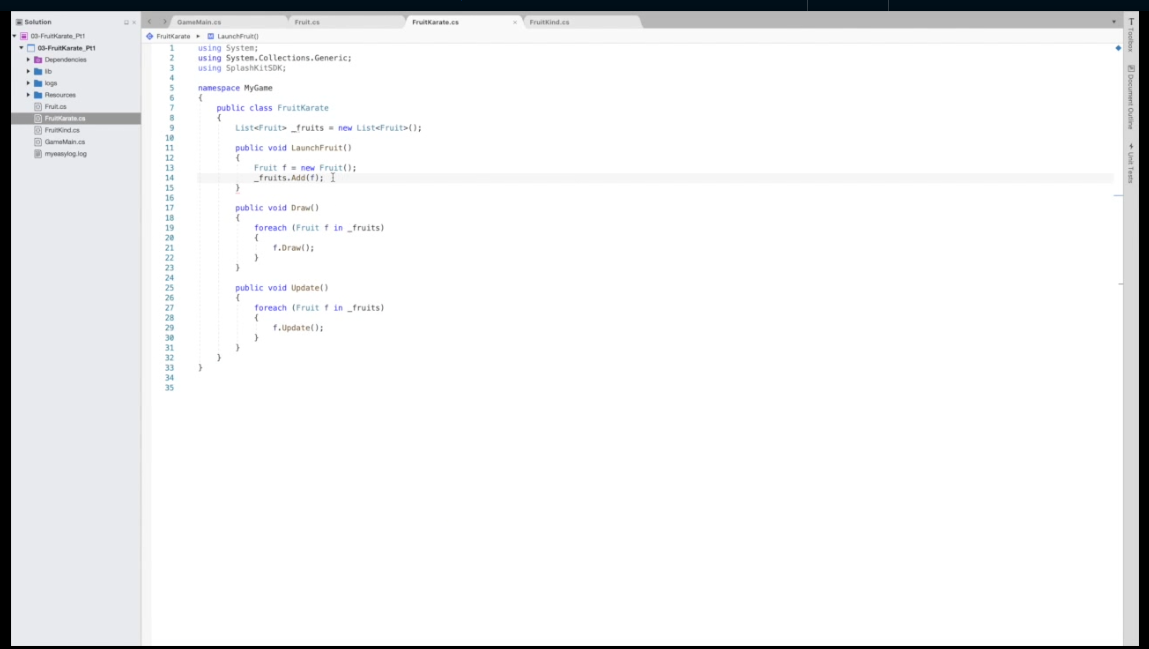 Solution
GameMain.cs
Fruit.cs
FruitKarate.cs
FruitKind.cs
03-FruitKarate_Pt1
03-FruitKarate_Pt1
Dependencies
lib
logs
Resources
Fruit.cs
FruitKarate.cs
FruitKind.cs
GameMain.cs
myeasylog.log
FruitKarate
LaunchFruit()
1 using System;
2 using System.Collections.Generic;
3 using SplashKitSDK;
4
5 namespace MyGame
6 {
7 public class FruitKarate
8 {
9 List<Fruit> _fruits = new List<Fruit>();
10
11 public void LaunchFruit()
12 {
13 Fruit f = new Fruit();
14 _fruits.Add(f);
15 }
16
17 public void Draw()
18 {
19 foreach (Fruit f in _fruits)
20 {
21 f.Draw();
22 }
23 }
24
25 public void Update()
26 {
27 foreach (Fruit f in _fruits)
28 {
29 f.Update();
30 }
31 }
32 }
33 }
34
35
T Toolbox
Document Outline
Unit Tests